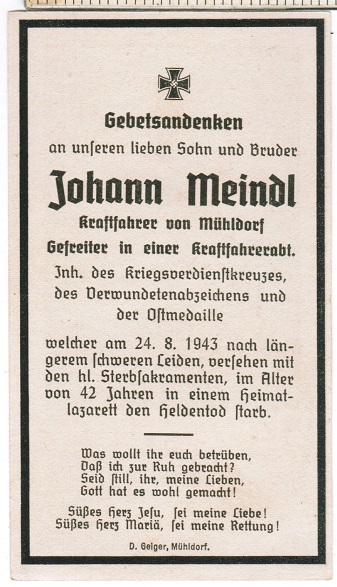 Gebetsandenken
an unseren lieben Sohn und Bruder
Johann Meindl
Kraftfahrer von Mühldorf
Gefreiter in einer Kraftfahrerabt.
Inh. des Kriegsverdienstkreuzes,
des Verwundetenabzeichens und
der Ostmedaille
welcher am 24. 8. 1943 nach län-
gerem schweren Leiden, versehen mit
den hl. Sterbsakramenten, im Alter
von 42 Jahren in einem Heimat-
lazarett den Heldentod starb.
Was wollt ihr euch betrüben,
Daß ich zur Ruh gebracht?
Seid still, ihr, meine Lieben,
Gott hat es wohl gemacht!
Süßes Herz Jesu, sei meine Liebe!
Süßes Herz Mariä, sei meine Rettung!
D. Geiger, Mühldorf.